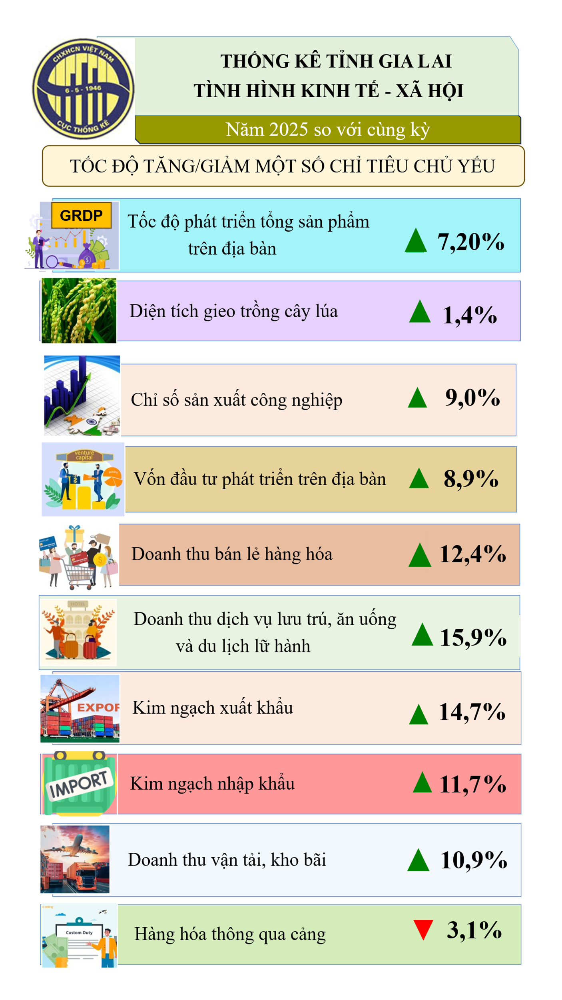 CHXHCN VIỆT NAM
6 - 5 - 1946
CỤC THỐNG KÊ
THỐNG KÊ TỈNH GIA LAI
TÌNH HÌNH KINH TẾ - XÃ HỘI
Năm 2025 so với cùng kỳ
TỐC ĐỘ TĂNG/GIẢM MỘT SỐ CHỈ TIÊU CHỦ YẾU
GRDP
Tốc độ phát triển tổng sản phẩm
trên địa bàn
7,20%
Diện tích gieo trồng cây lúa
1,4%
Chỉ số sản xuất công nghiệp
9,0%
venture
capital
accion
Vốn đầu tư phát triển trên địa bàn
8,9%
CREDIT CARD
CREDIT CARD
Doanh thu bán lẻ hàng hóa
12,4%
HOTEL
Doanh thu dịch vụ lưu trú, ăn uống
và du lịch lữ hành
15,9%
EXPOR
Kim ngạch xuất khẩu
14,7%
IMPORT
Kim ngạch nhập khẩu
11,7%
Doanh thu vận tải, kho bãi
10,9%
selling
Custom Duty
Hàng hóa thông qua cảng
3,1%